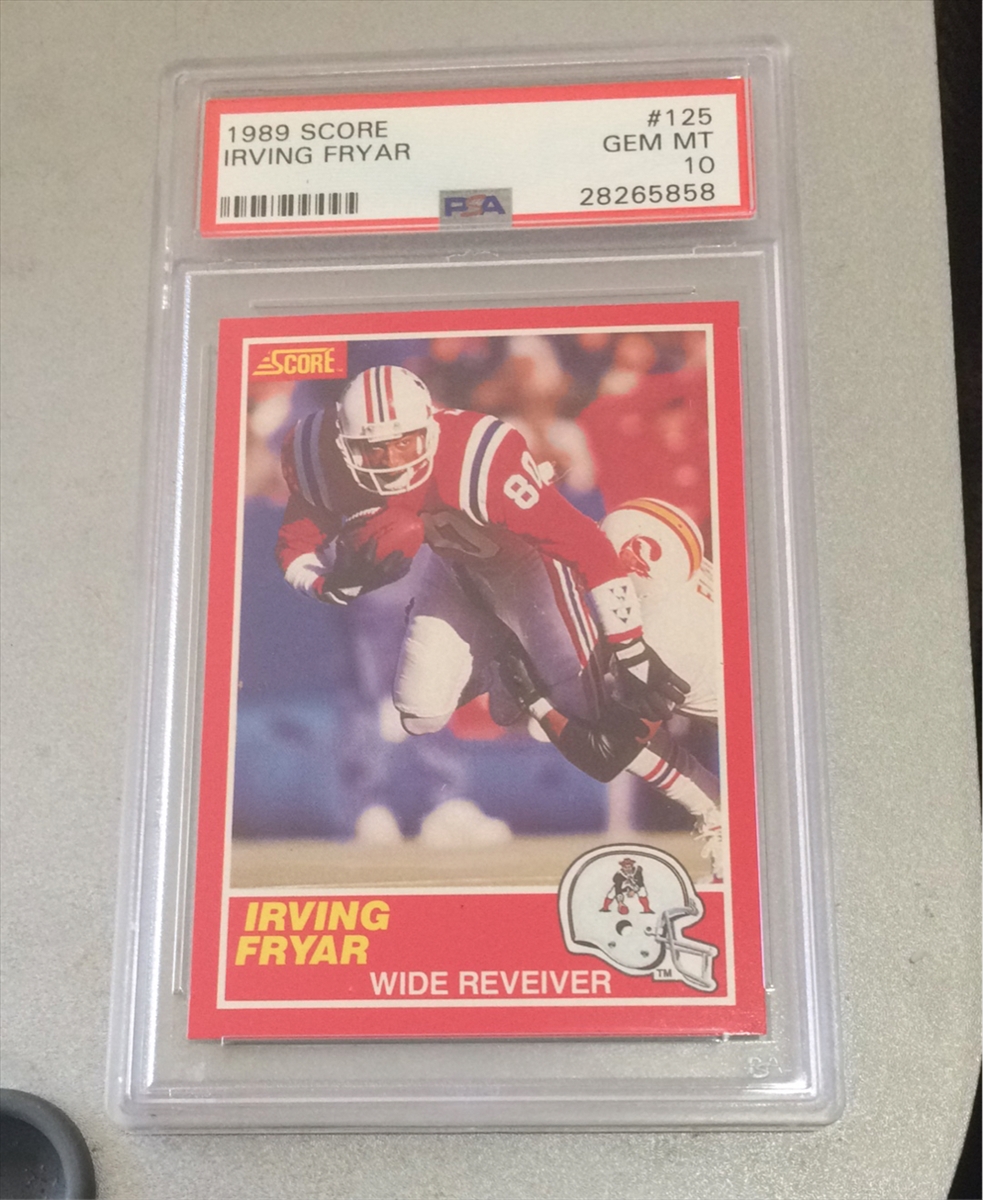 1989 SCORE #125
IRVING FRYAR GEM MT
10
PSA 28265858
SCORE
80
IRVING
FRYAR
WIDE REVEIVER
TM